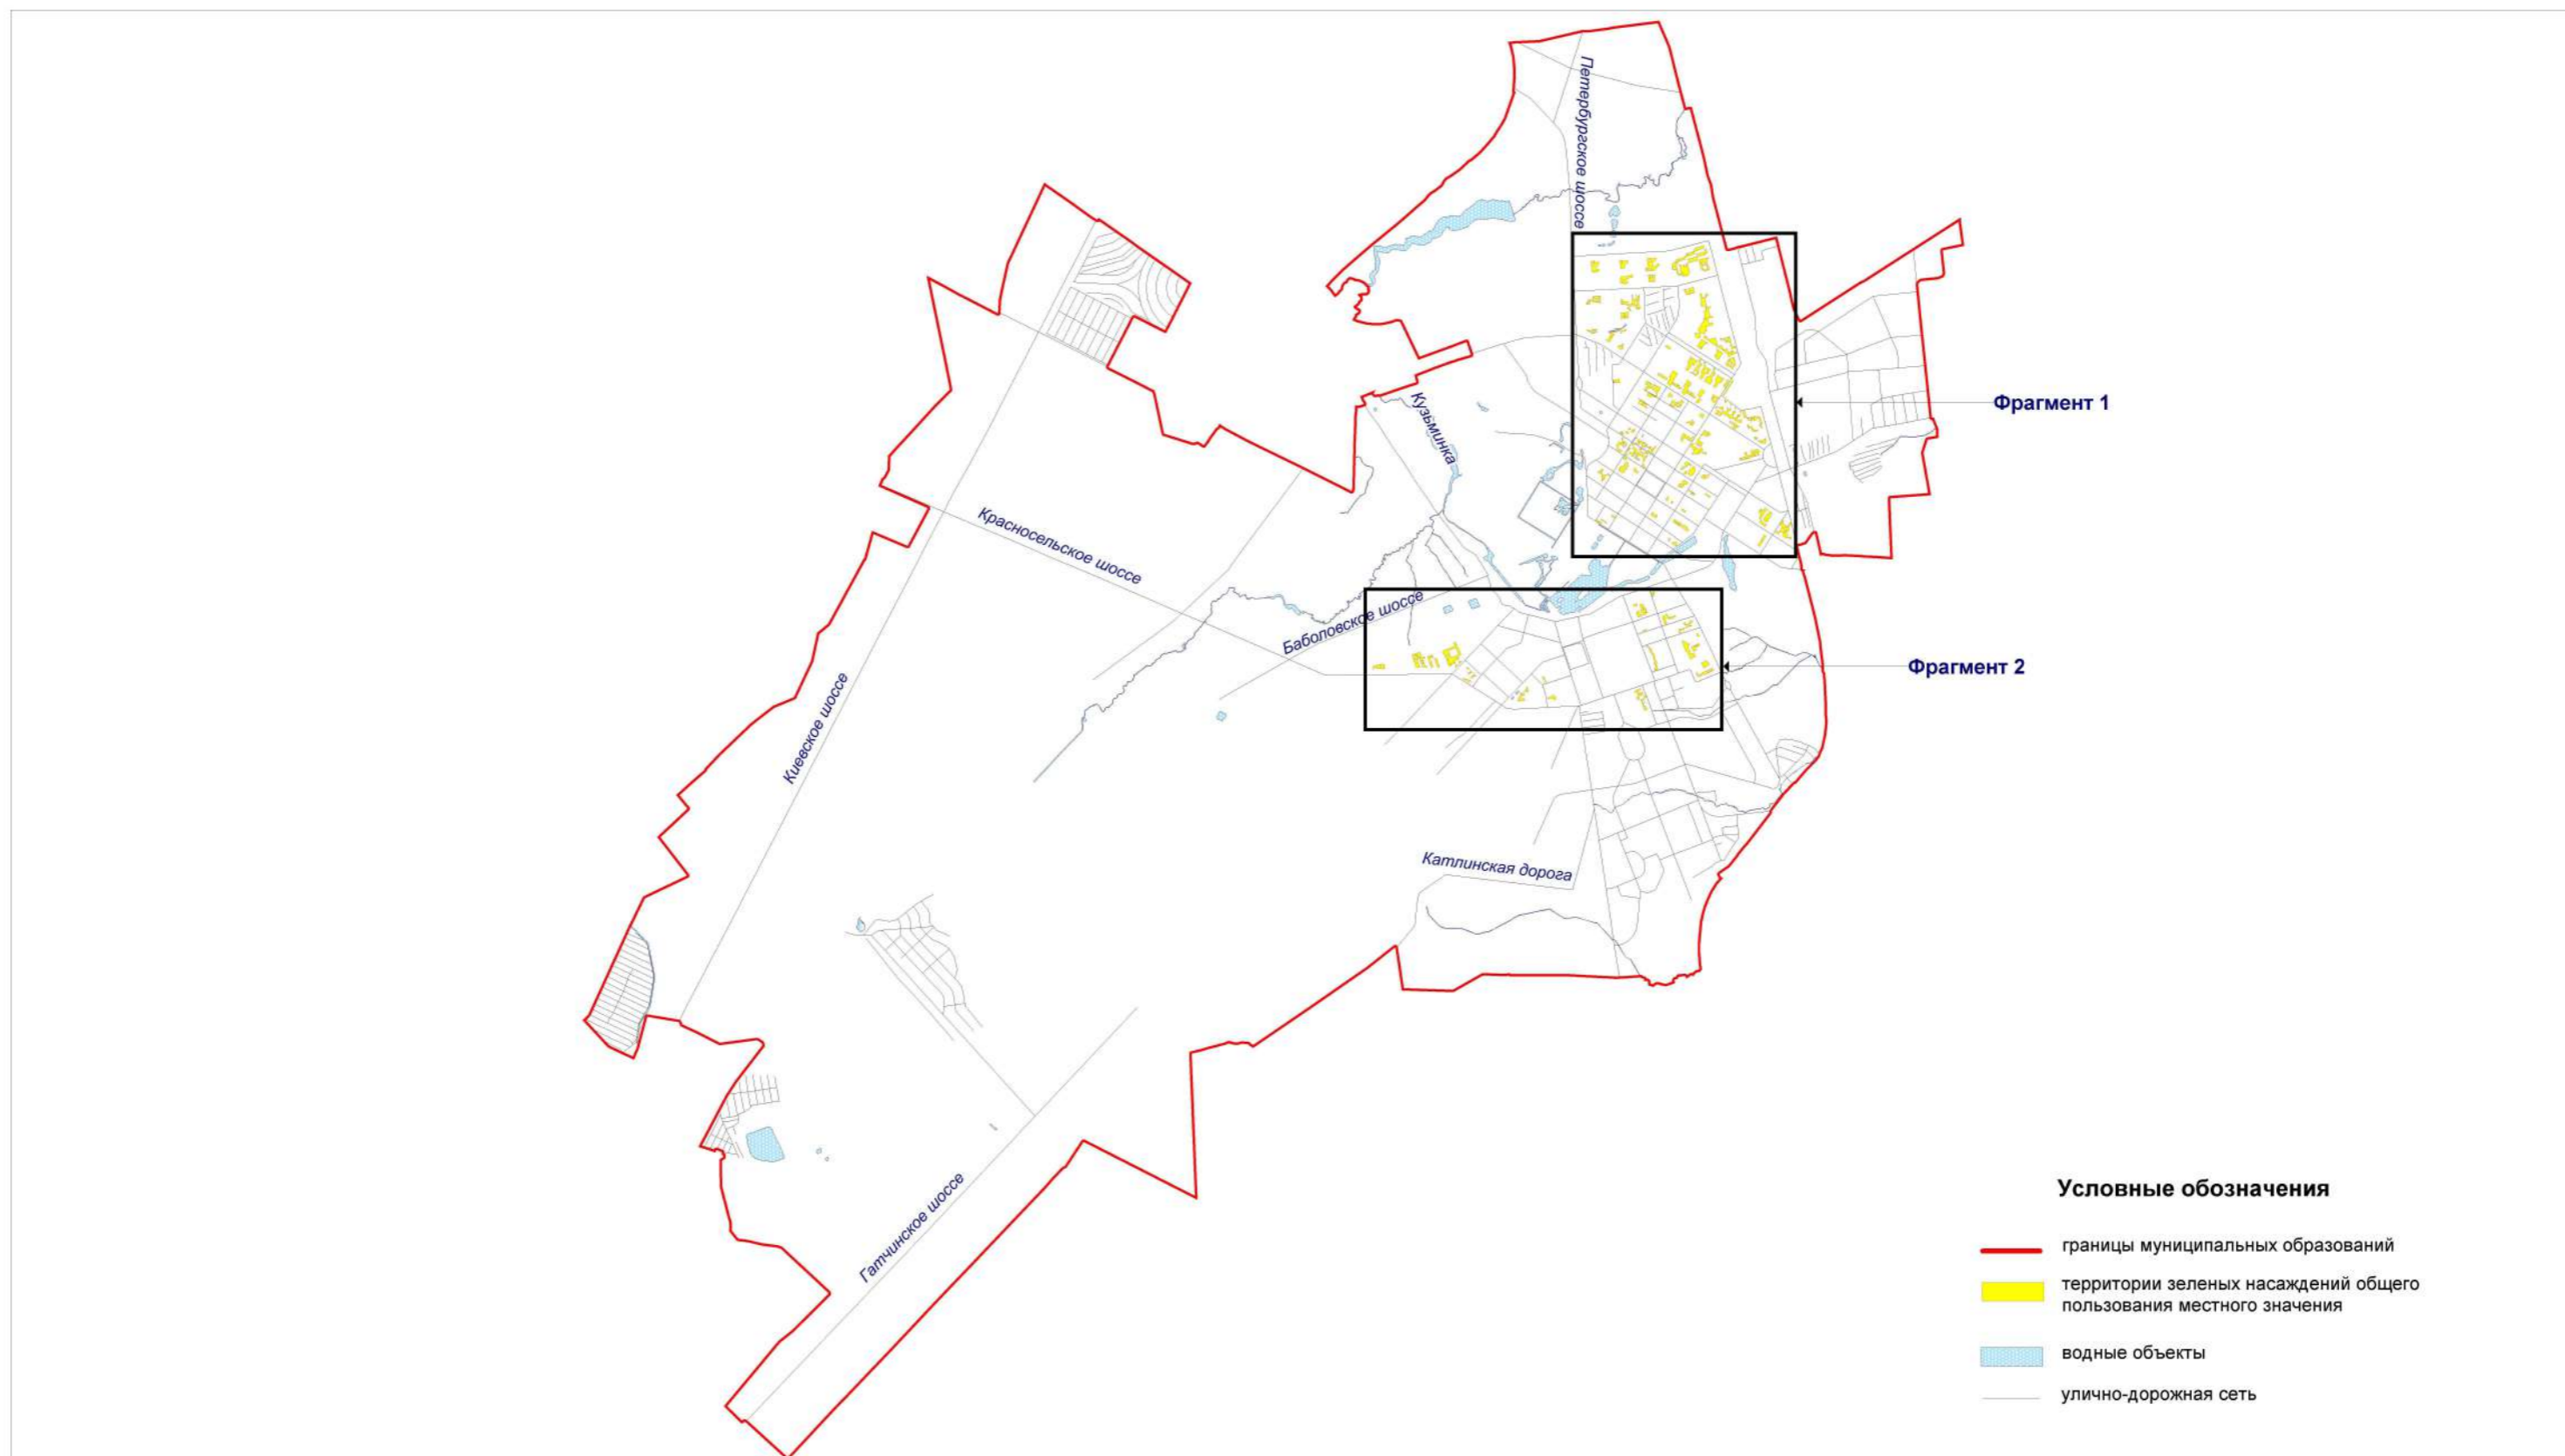 Петербургское шоссе
Фрагмент 1
Кузьминка
Красносельское шоссе
Баболовское шоссе
Фрагмент 2
Киевское шоссе
Катлинская дорога
Гатчинское шоссе
Условные обозначения
границы муниципальных образований
территории зеленых насаждений общего
пользования местного значения
водные объекты
улично-дорожная сеть